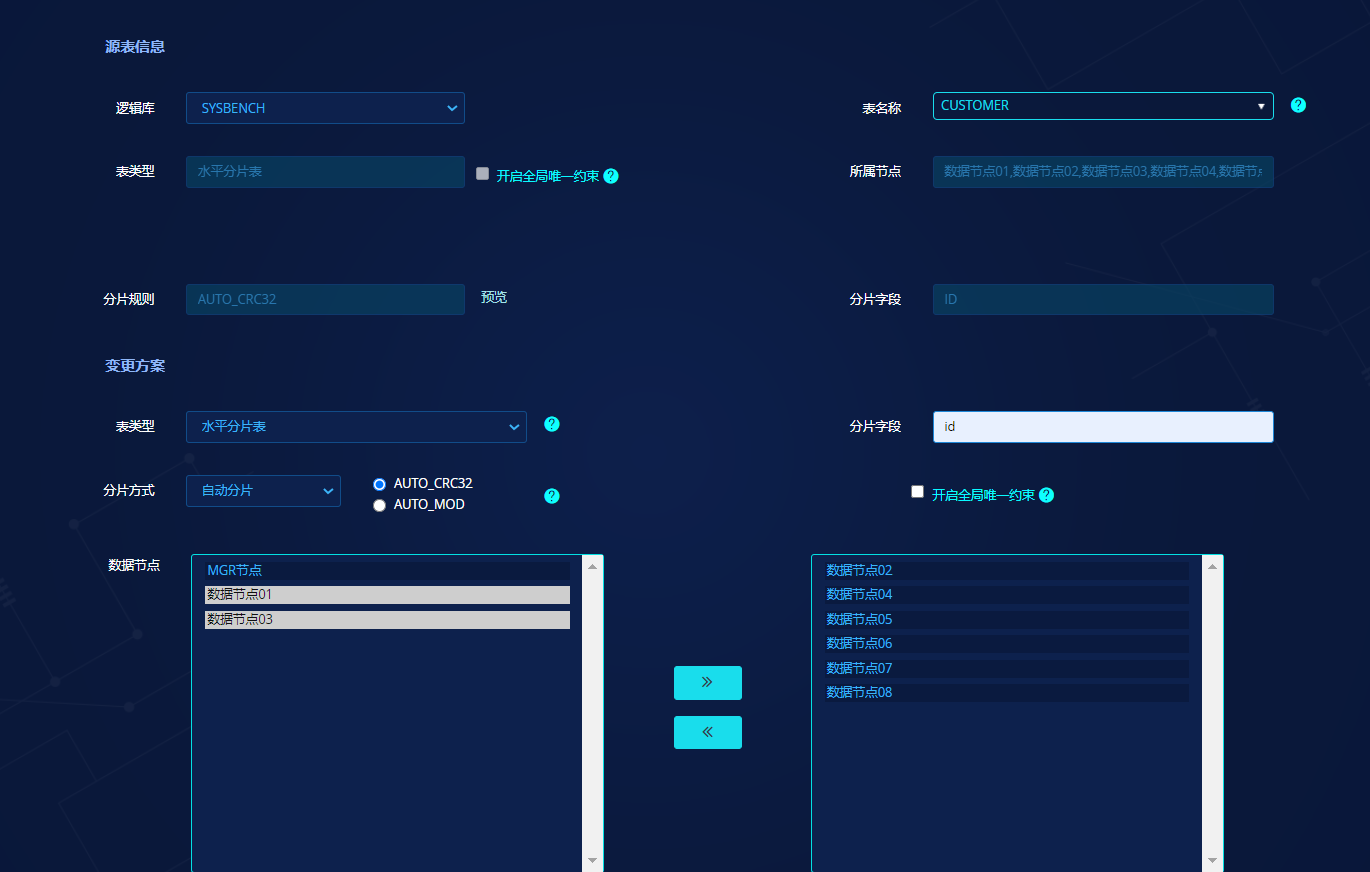 源表信息
逻辑库 SYSBENCH 表名称 CUSTOMER ?
表类型 水平分片表 开启全局唯一约束 ? 所属节点 数据节点01,数据节点02,数据节点03,数据节点04,数据节
分片规则 AUTO_CRC32 预览 分片字段 ID
变更方案
表类型 水平分片表 ? 分片字段 id
分片方式 自动分片 AUTO_CRC32 ? 开启全局唯一约束 ?
AUTO_MOD
数据节点 MGR节点 数据节点02
数据节点01 数据节点04
数据节点03 数据节点05
数据节点06
数据节点07
数据节点08